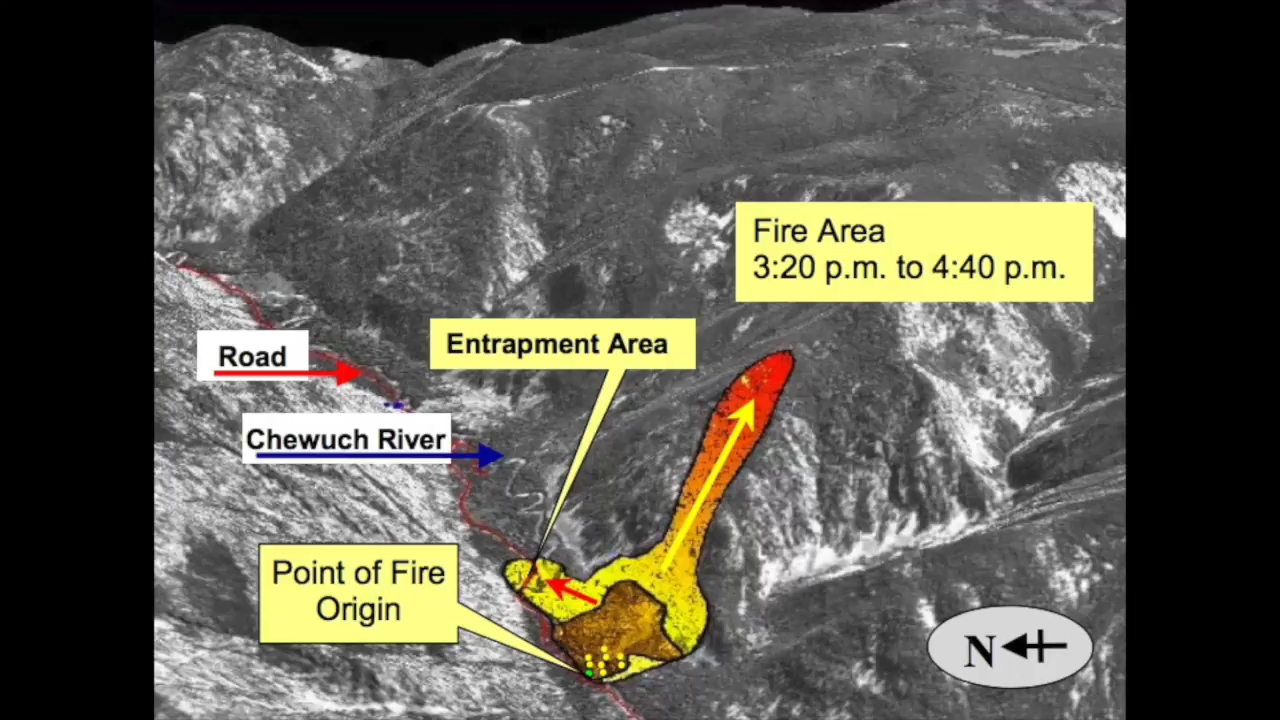 Fire Area
3:20 p.m. to 4:40 p.m.
Entrapment Area
Road
Chewuch River
Point of Fire
Origin
N